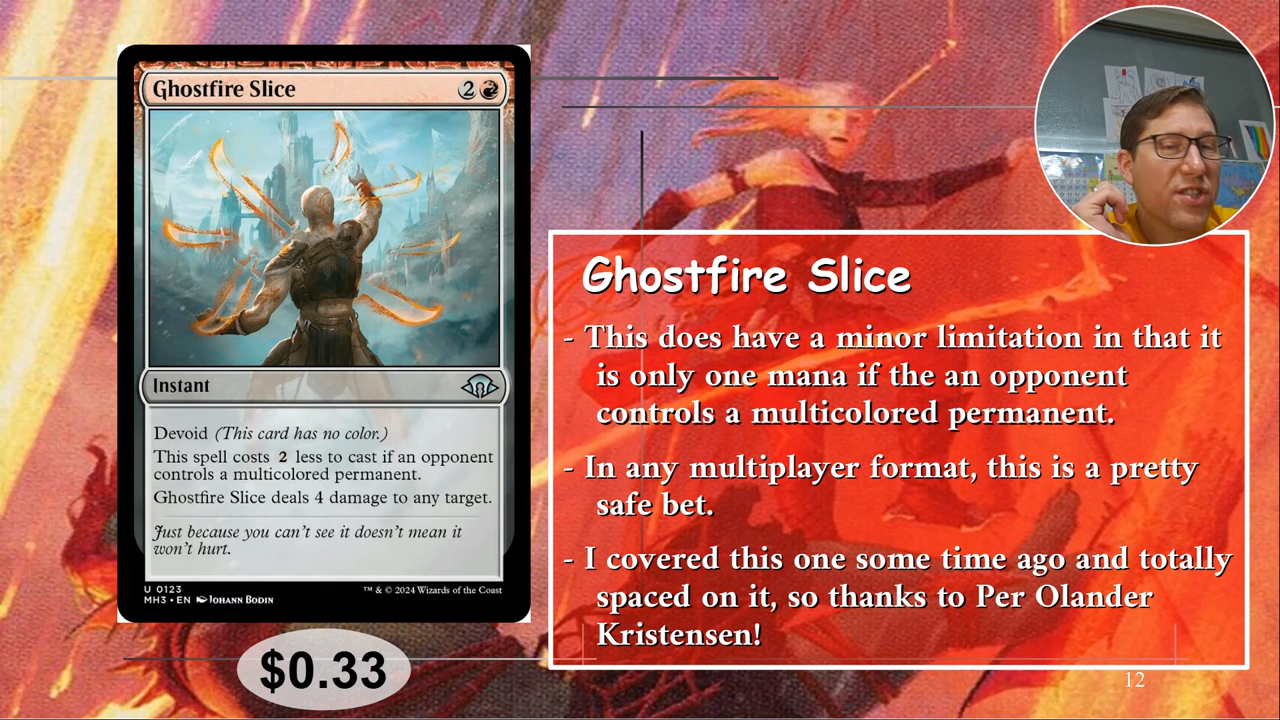 Ghostfire Slice 2
Instant
Devoid (This card has no color.)
This spell costs 2 less to cast if an opponent
controls a multicolored permanent.
Ghostfire Slice deals 4 damage to any target.
Just because you can't see it doesn't mean it
won't hurt.
U 0123
MH3 • EN Johann Bodin
™ & © 2024 Wizards of the Coast
$0.33
Ghostfire Slice
- This does have a minor limitation in that it
is only one mana if the an opponent
controls a multicolored permanent.
- In any multiplayer format, this is a pretty
safe bet.
- I covered this one some time ago and totally
spaced on it, so thanks to Per Olander
Kristensen!
12